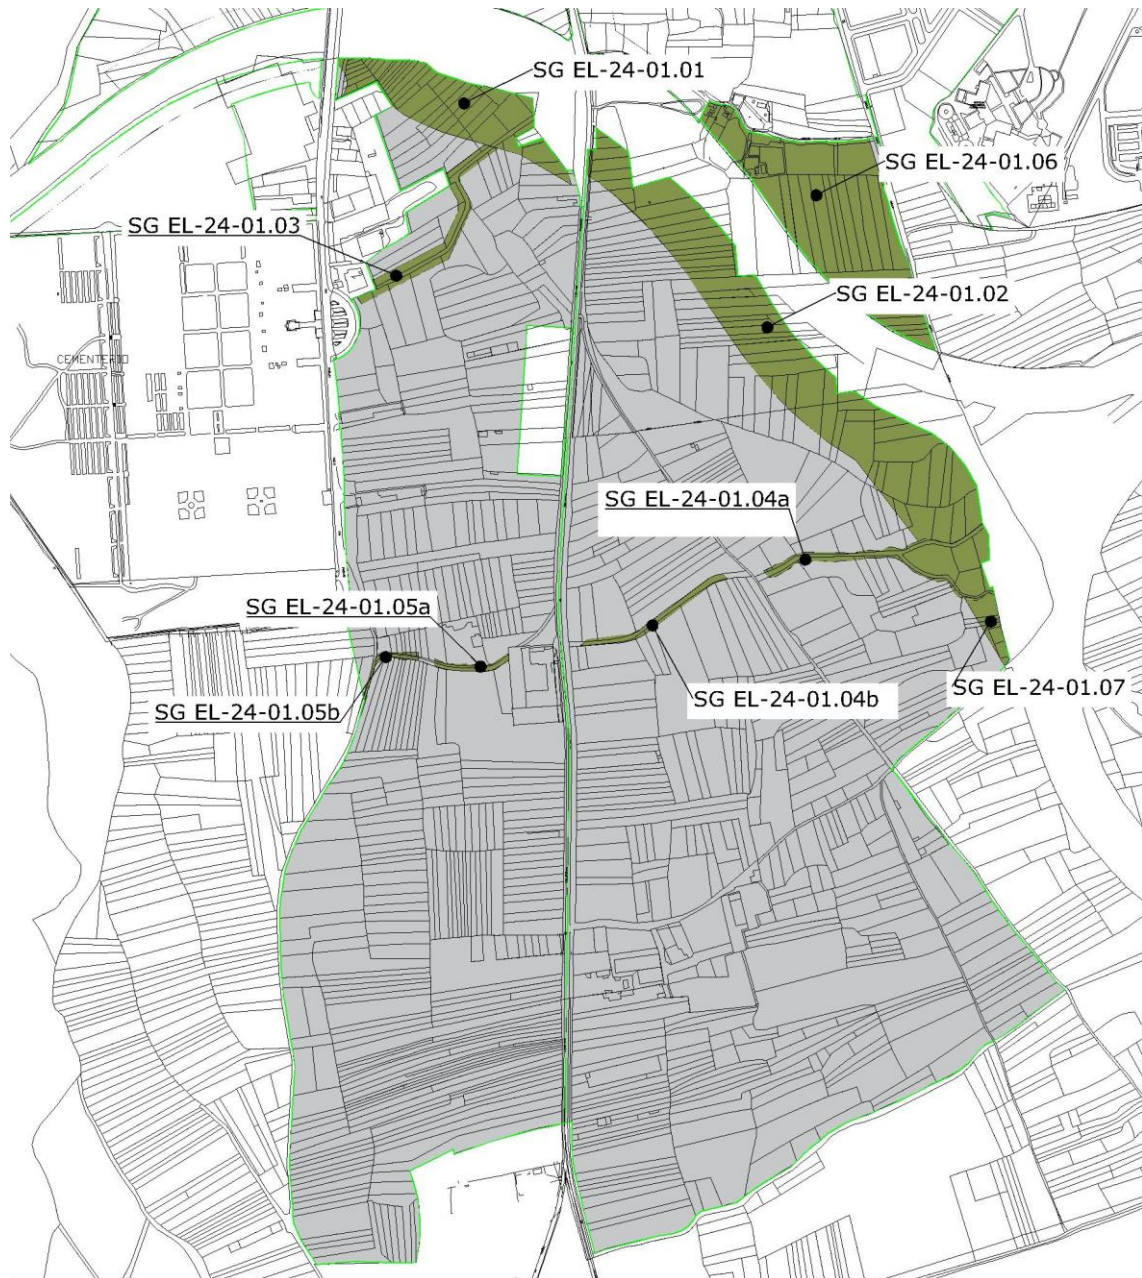 SG EL-24-01.01
SG EL-24-01.06
SG EL-24-01.03
SG EL-24-01.02
CEMENTERIO
SG EL-24-01.04a
SG EL-24-01.05a
SG EL-24-01.07
SG EL-24-01.04b
SG EL-24-01.05b